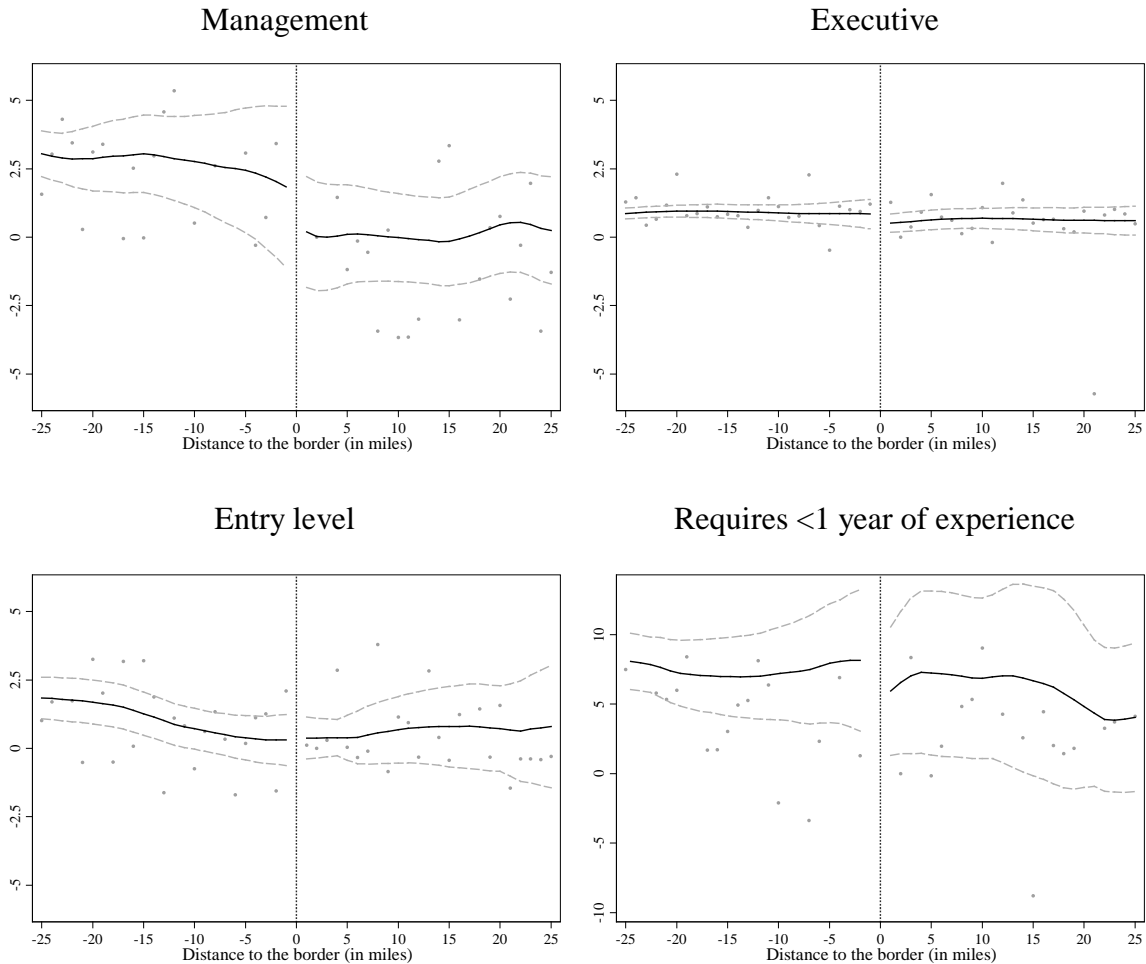 Management
5
2.5
0
-2.5
-5
-25 -20 -15 -10 -5 0 5 10 15 20 25
Distance to the border (in miles)
Executive
5
2.5
0
-2.5
-5
-25 -20 -15 -10 -5 0 5 10 15 20 25
Distance to the border (in miles)
Entry level
5
2.5
0
-2.5
-5
-25 -20 -15 -10 -5 0 5 10 15 20 25
Distance to the border (in miles)
Requires <1 year of experience
10
5
0
-5
-10
-25 -20 -15 -10 -5 0 5 10 15 20 25
Distance to the border (in miles)